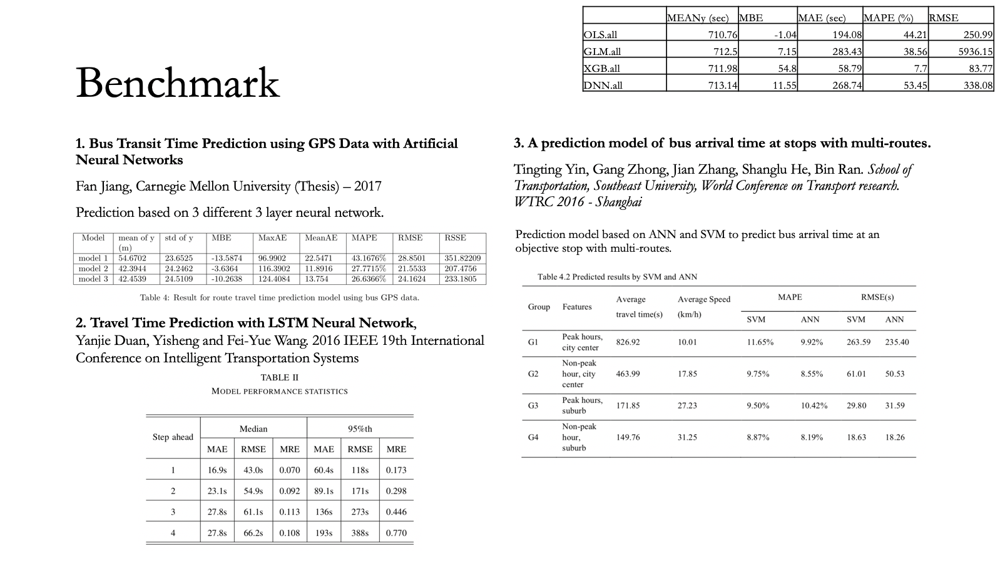 Benchmark
MEANy (sec) MBE MAE (sec) MAPE (%) RMSE
OLS.all 710.76 -1.04 194.08 44.21 250.99
GLM.all 712.5 7.15 283.43 38.56 5936.15
XGB.all 711.98 54.8 58.79 7.7 83.77
DNN.all 713.14 11.55 268.74 53.45 338.08
1. Bus Transit Time Prediction using GPS Data with Artificial
Neural Networks
Fan Jiang, Carnegie Mellon University (Thesis) – 2017
Prediction based on 3 different 3 layer neural network.
Model mean of y std of y MBE MaxAE MeanAE MAPE RMSE RSSE
(m)
model 1 54.6702 23.6525 -13.5874 96.9902 22.5471 43.1676% 28.8501 351.82209
model 2 42.3944 24.2462 -3.6364 116.3902 11.8916 27.7715% 21.5533 207.4756
model 3 42.4539 24.5109 -10.2638 124.4084 13.754 26.6366% 24.1624 233.1805
Table 4: Result for route travel time prediction model using bus GPS data.
2. Travel Time Prediction with LSTM Neural Network,
Yanjie Duan, Yisheng and Fei-Yue Wang. 2016 IEEE 19th International
Conference on Intelligent Transportation Systems
TABLE II
MODEL PERFORMANCE STATISTICS
Step ahead Median 95%th
MAE RMSE MRE MAE RMSE MRE
1 16.9s 43.0s 0.070 60.4s 118s 0.173
2 23.1s 54.9s 0.092 89.1s 171s 0.298
3 27.8s 61.1s 0.113 136s 273s 0.446
4 27.8s 66.2s 0.108 193s 388s 0.770
3. A prediction model of bus arrival time at stops with multi-routes.
Tingting Yin, Gang Zhong, Jian Zhang, Shanglu He, Bin Ran. School of
Transportation, Southeast University, World Conference on Transport research.
WTRC 2016 - Shanghai
Prediction model based on ANN and SVM to predict bus arrival time at an
objective stop with multi-routes.
Table 4.2 Predicted results by SVM and ANN
Group Features Average Average Speed MAPE RMSE(s)
travel time(s) (km/h) SVM ANN SVM ANN
G1 Peak hours, 826.92 10.01 11.65% 9.92% 263.59 235.40
city center
G2 Non-peak 463.99 17.85 9.75% 8.55% 61.01 50.53
hour, city
center
G3 Peak hours, 171.85 27.23 9.50% 10.42% 29.80 31.59
suburb
G4 Non-peak 149.76 31.25 8.87% 8.19% 18.63 18.26
hour,
suburb